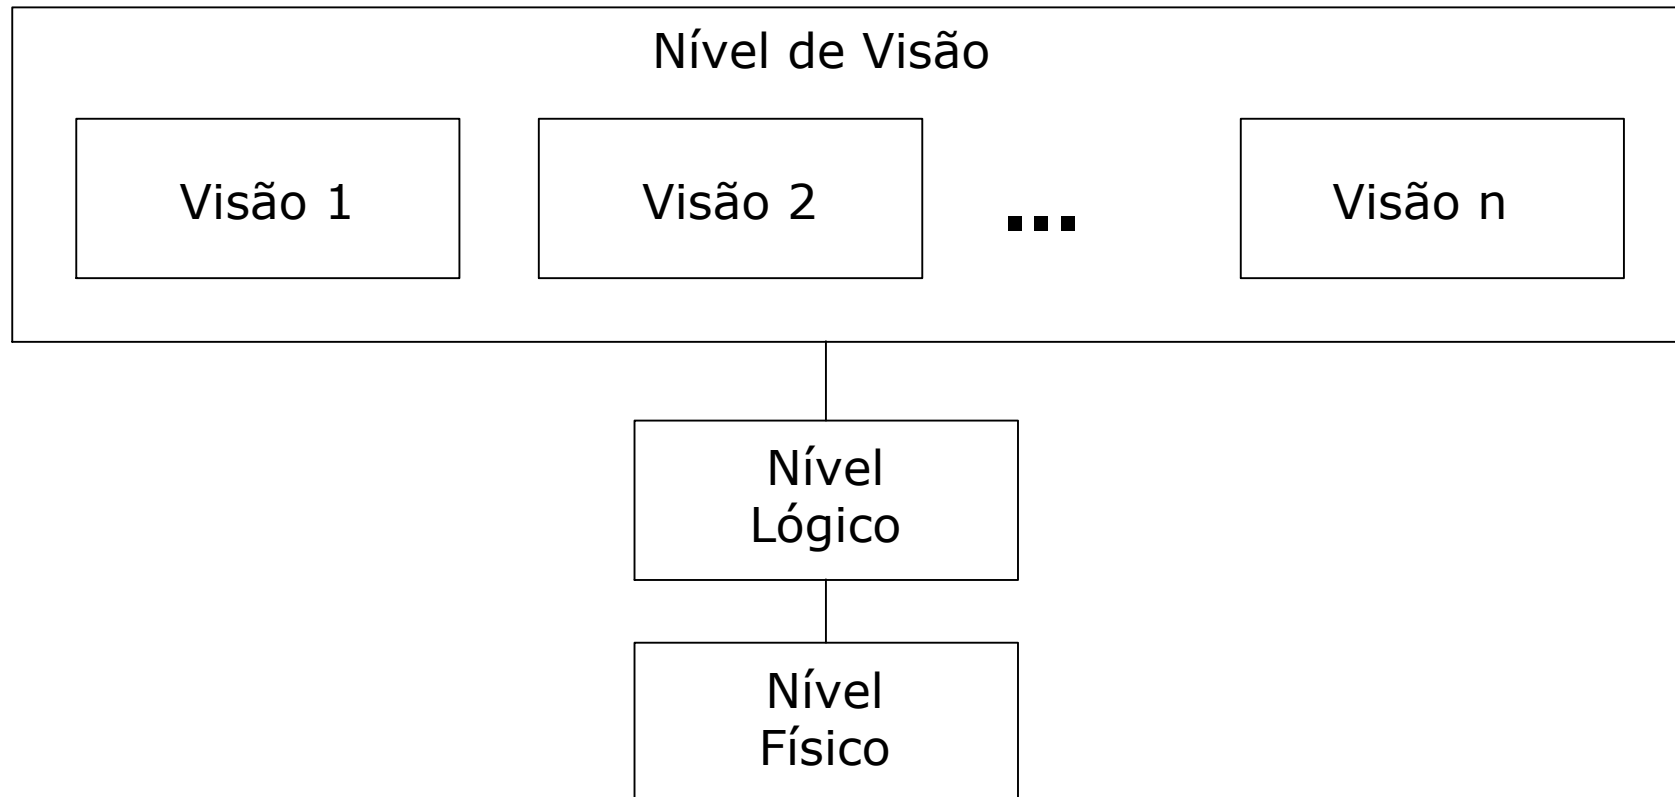 Nível de Visão
Visão 1
Visão 2
...
Visão n
Nível
Lógico
Nível
Físico